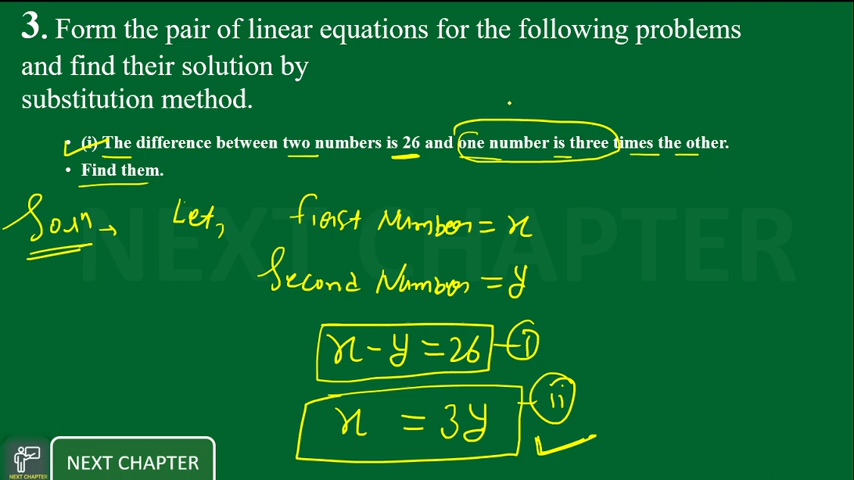 3. Form the pair of linear equations for the following problems
and find their solution by
substitution method.
• (i) The difference between two numbers is 26 and one number is three times the other.
• Find them.
Soln → Let, first Number = x
Second Number = y
x - y = 26 - (i)
x = 3y - (ii)
NEXT CHAPTER
NEXT CHAPTER
NEXT CHAPTER